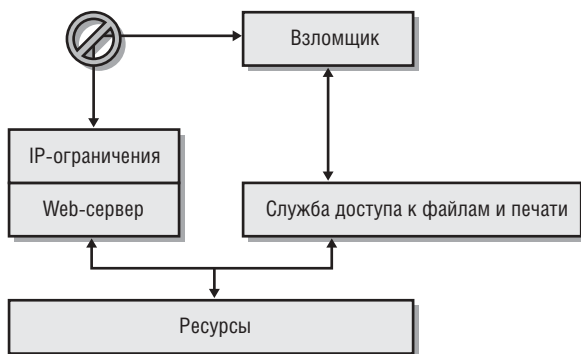 Взломщик
IP-ограничения
Web-сервер
Служба доступа к файлам и печати
Ресурсы